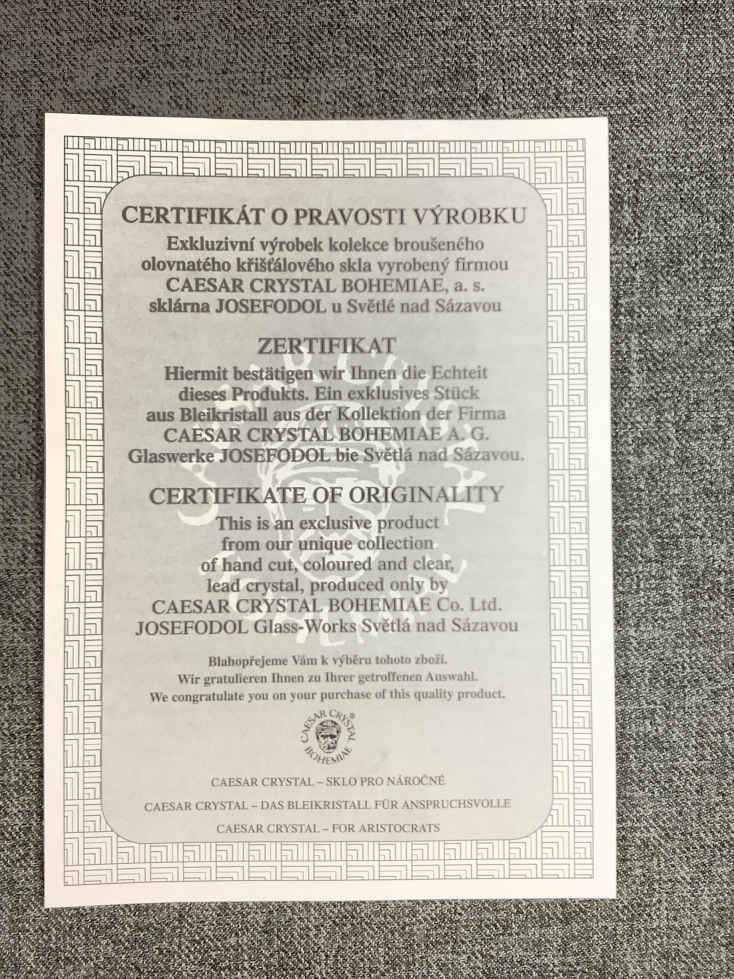 CERTIFIKÁT O PRAVOSTI VÝROBKU
Exkluzivní výrobek kolekce broušeného
olovnatého křišťálového skla vyrobený firmou
CAESAR CRYSTAL BOHEMIAE, a. s.
sklárna JOSEFODOL u Světlé nad Sázavou
ZERTIFIKAT
Hiermit bestätigen wir Ihnen die Echteit
dieses Produkts. Ein exklusives Stück
aus Bleikristall aus der Kollektion der Firma
CAESAR CRYSTAL BOHEMIAE A. G.
Glaswerke JOSEFODOL bie Světlá nad Sázavou.
CERTIFIKATE OF ORIGINALITY
This is an exclusive product
from our unique collection
of hand cut, coloured and clear,
lead crystal, produced only by
CAESAR CRYSTAL BOHEMIAE Co. Ltd.
JOSEFODOL Glass-Works Světlá nad Sázavou
Blahopřejeme Vám k výběru tohoto zboží.
Wir gratulieren Ihnen zu Ihrer getroffenen Auswahl.
We congratulate you on your purchase of this quality product.
CAESAR CRYSTAL®
BOHEMIAE
CAESAR CRYSTAL – SKLO PRO NÁROČNÉ
CAESAR CRYSTAL – DAS BLEIKRISTALL FÜR ANSPRUCHSVOLLE
CAESAR CRYSTAL – FOR ARISTOCRATS